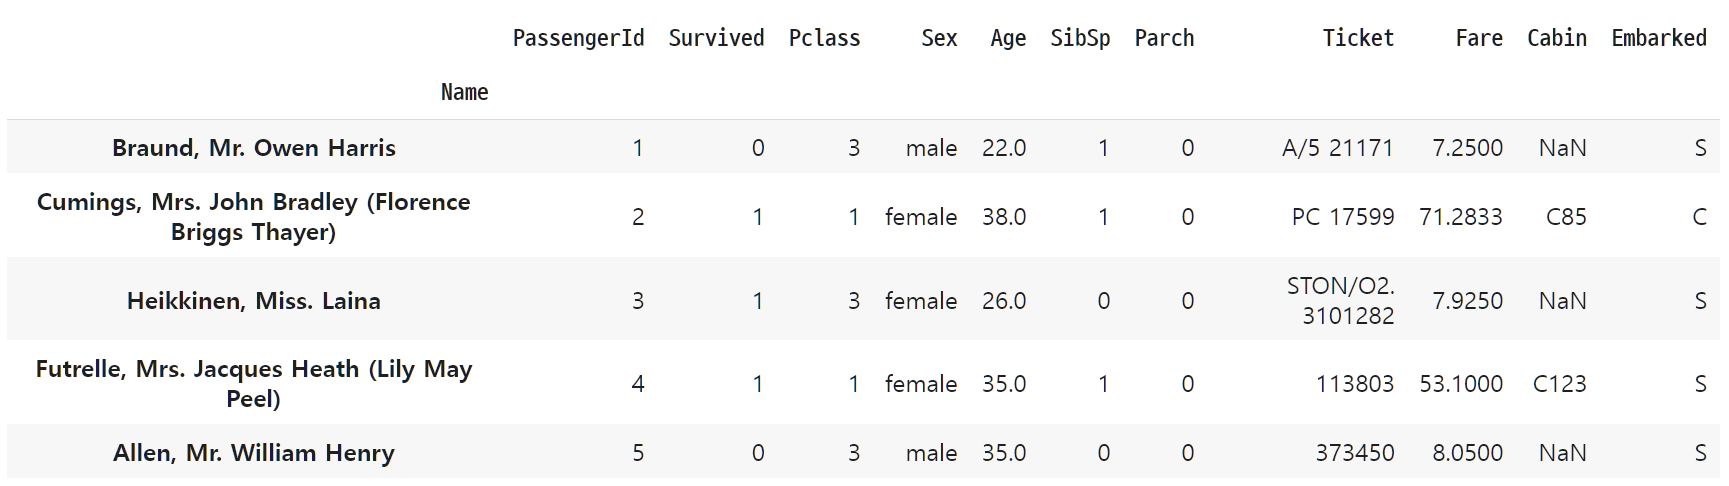 PassengerId Survived Pclass Sex Age SibSp Parch Ticket Fare Cabin Embarked
Name
Braund, Mr. Owen Harris 1 0 3 male 22.0 1 0 A/5 21171 7.2500 NaN S
Cumings, Mrs. John Bradley (Florence
Briggs Thayer) 2 1 1 female 38.0 1 0 PC 17599 71.2833 C85 C
Heikkinen, Miss. Laina 3 1 3 female 26.0 0 0 STON/O2.
3101282 7.9250 NaN S
Futrelle, Mrs. Jacques Heath (Lily May
Peel) 4 1 1 female 35.0 1 0 113803 53.1000 C123 S
Allen, Mr. William Henry 5 0 3 male 35.0 0 0 373450 8.0500 NaN S